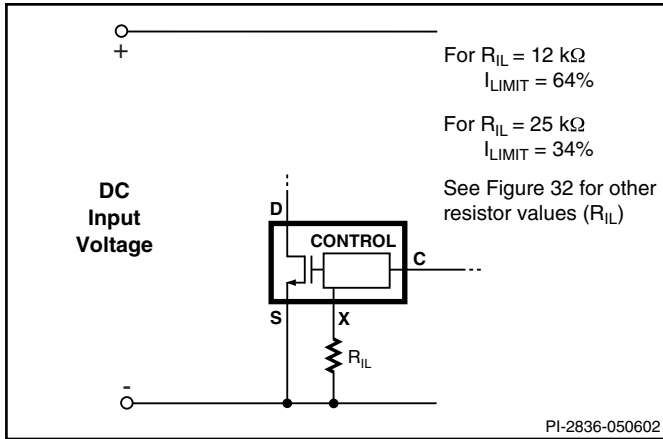 +
For R_IL = 12 kΩ
I_LIMIT = 64%
For R_IL = 25 kΩ
I_LIMIT = 34%
See Figure 32 for other
resistor values (R_IL)
DC
Input
Voltage
D
CONTROL
C
S
X
R_IL
-
PI-2836-050602